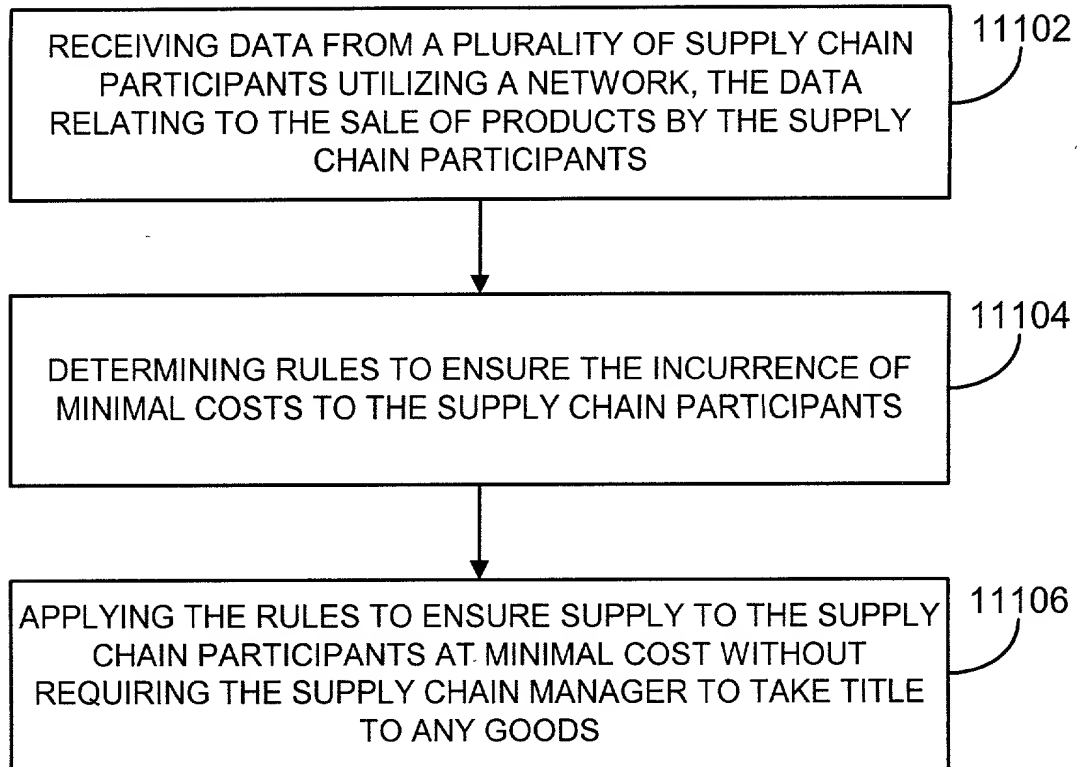 RECEIVING DATA FROM A PLURALITY OF SUPPLY CHAIN
PARTICIPANTS UTILIZING A NETWORK, THE DATA
RELATING TO THE SALE OF PRODUCTS BY THE SUPPLY
CHAIN PARTICIPANTS
11102
DETERMINING RULES TO ENSURE THE INCURRENCE OF
MINIMAL COSTS TO THE SUPPLY CHAIN PARTICIPANTS
11104
APPLYING THE RULES TO ENSURE SUPPLY TO THE SUPPLY
CHAIN PARTICIPANTS AT MINIMAL COST WITHOUT
REQUIRING THE SUPPLY CHAIN MANAGER TO TAKE TITLE
TO ANY GOODS
11106